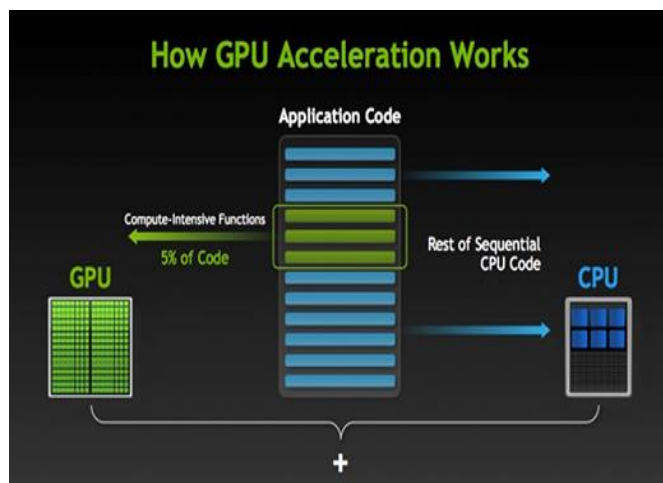 How GPU Acceleration Works
Application Code
Compute-Intensive Functions
5% of Code
Rest of Sequential
CPU Code
GPU
CPU
+